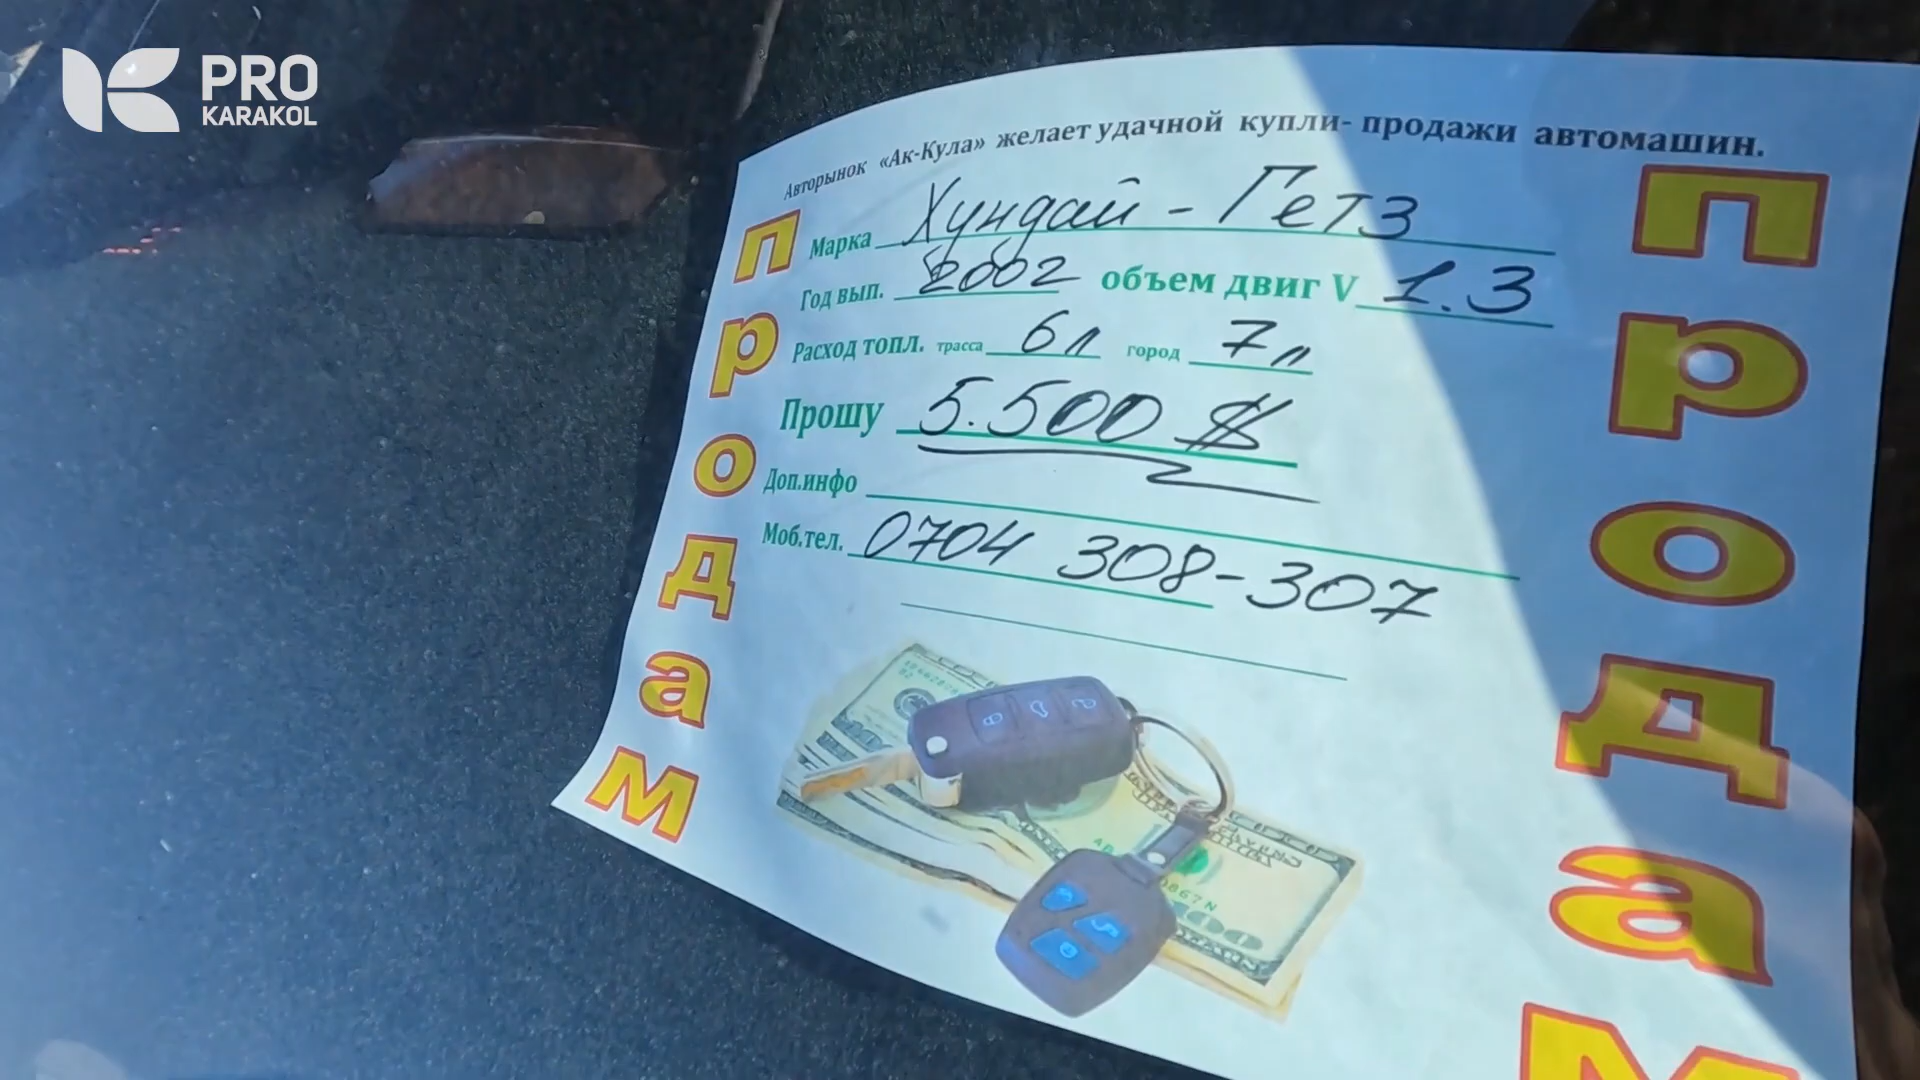 PRO
KARAKOL
Авторынок «Ак-Кула» желает удачной купли- продажи автомашин.
Марка Хундай - Гетз
Год вып. 2002 объем двиг V 1.3
Расход топл. трасса 6л город 7л
Прошу 5.500 $
Доп.инфо
Моб.тел. 0704 308-307
Продам
Продам